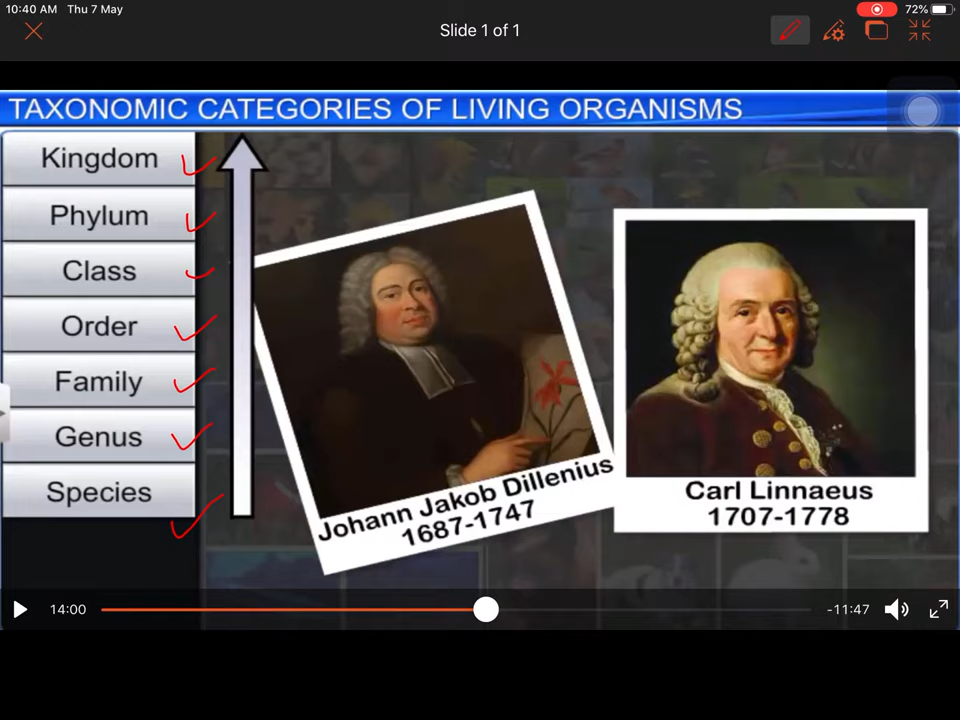 10:40 AM Thu 7 May
72%
Slide 1 of 1
TAXONOMIC CATEGORIES OF LIVING ORGANISMS
Kingdom
Phylum
Class
Order
Family
Genus
Species
Johann Jakob Dillenius
1687-1747
Carl Linnaeus
1707-1778
14:00
-11:47